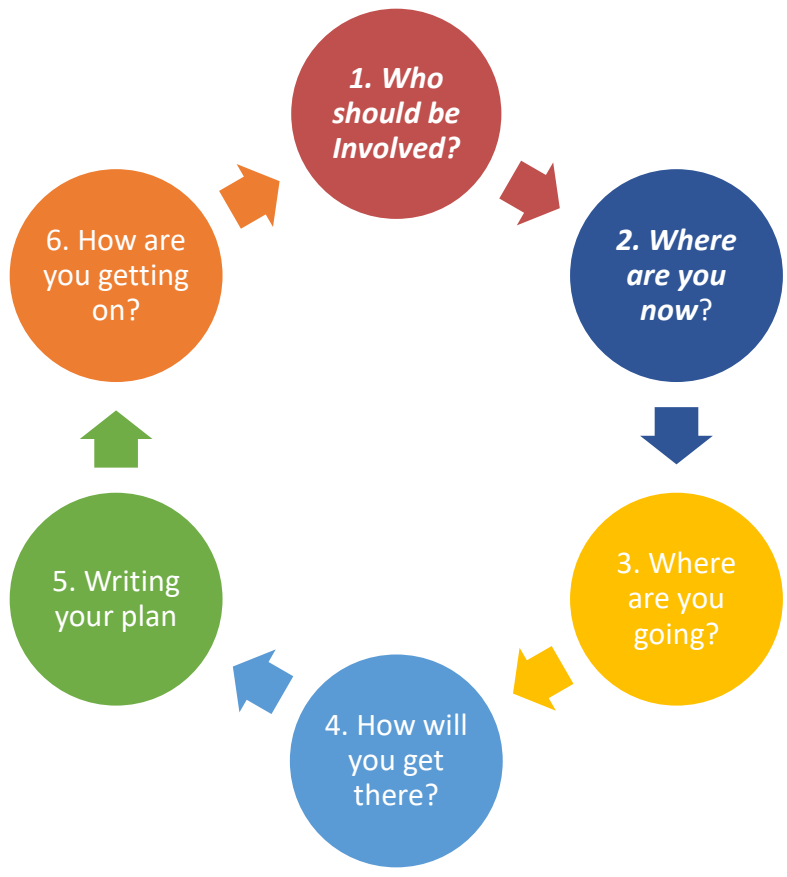 1. Who
should be
Involved?
2. Where
are you
now?
3. Where
are you
going?
4. How will
you get
there?
5. Writing
your plan
6. How are
you getting
on?